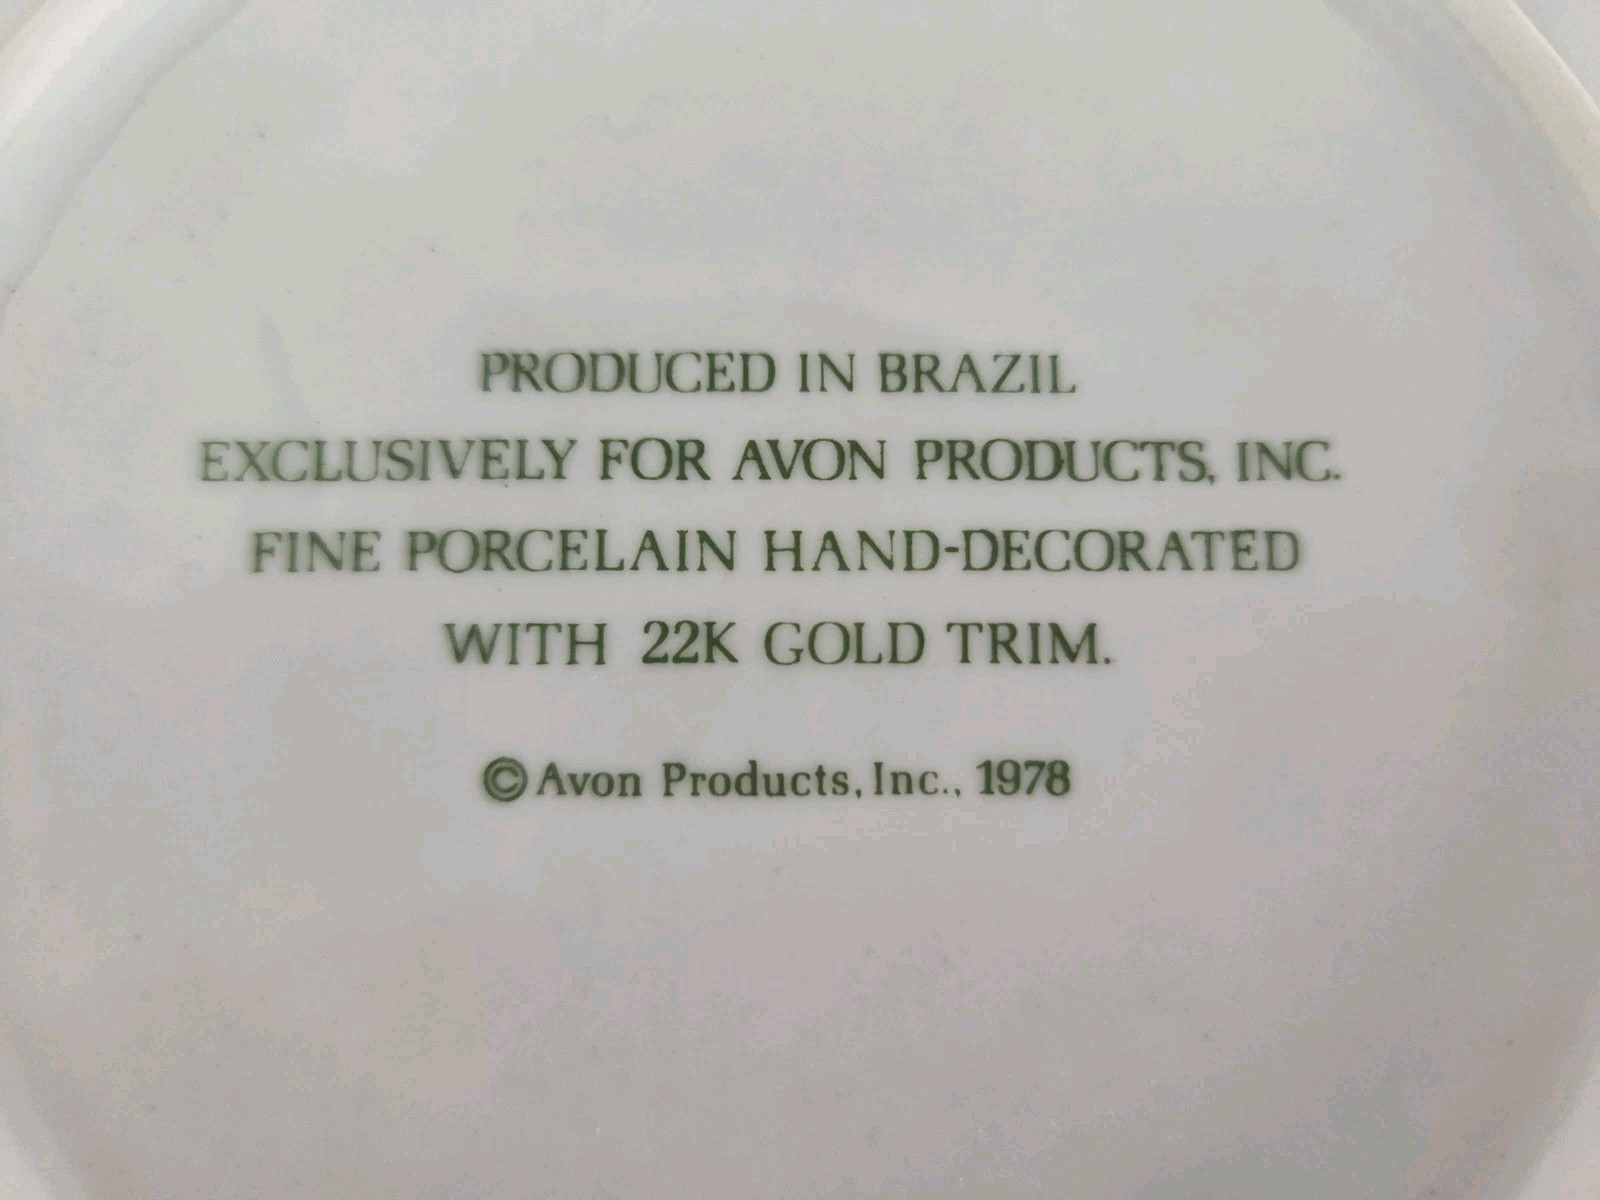 PRODUCED IN BRAZIL
EXCLUSIVELY FOR AVON PRODUCTS, INC.
FINE PORCELAIN HAND-DECORATED
WITH 22K GOLD TRIM.
© Avon Products, Inc., 1978